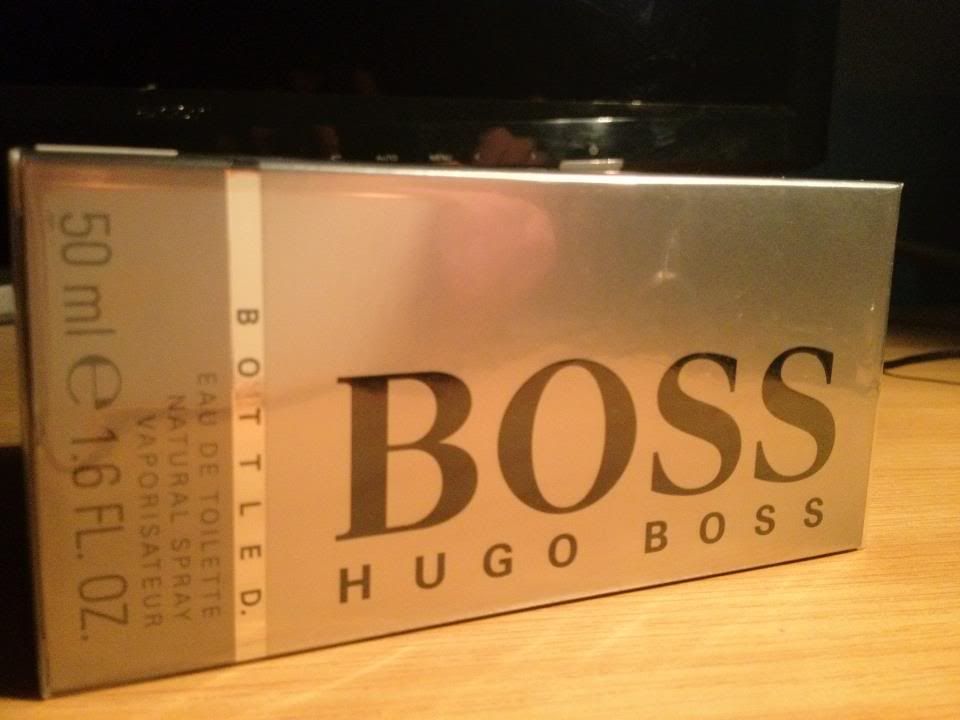 BOSS
HUGO BOSS
BOTTLED.
EAU DE TOILETTE
NATURAL SPRAY
VAPORISATEUR
50 ml e 1.6 FL. OZ.